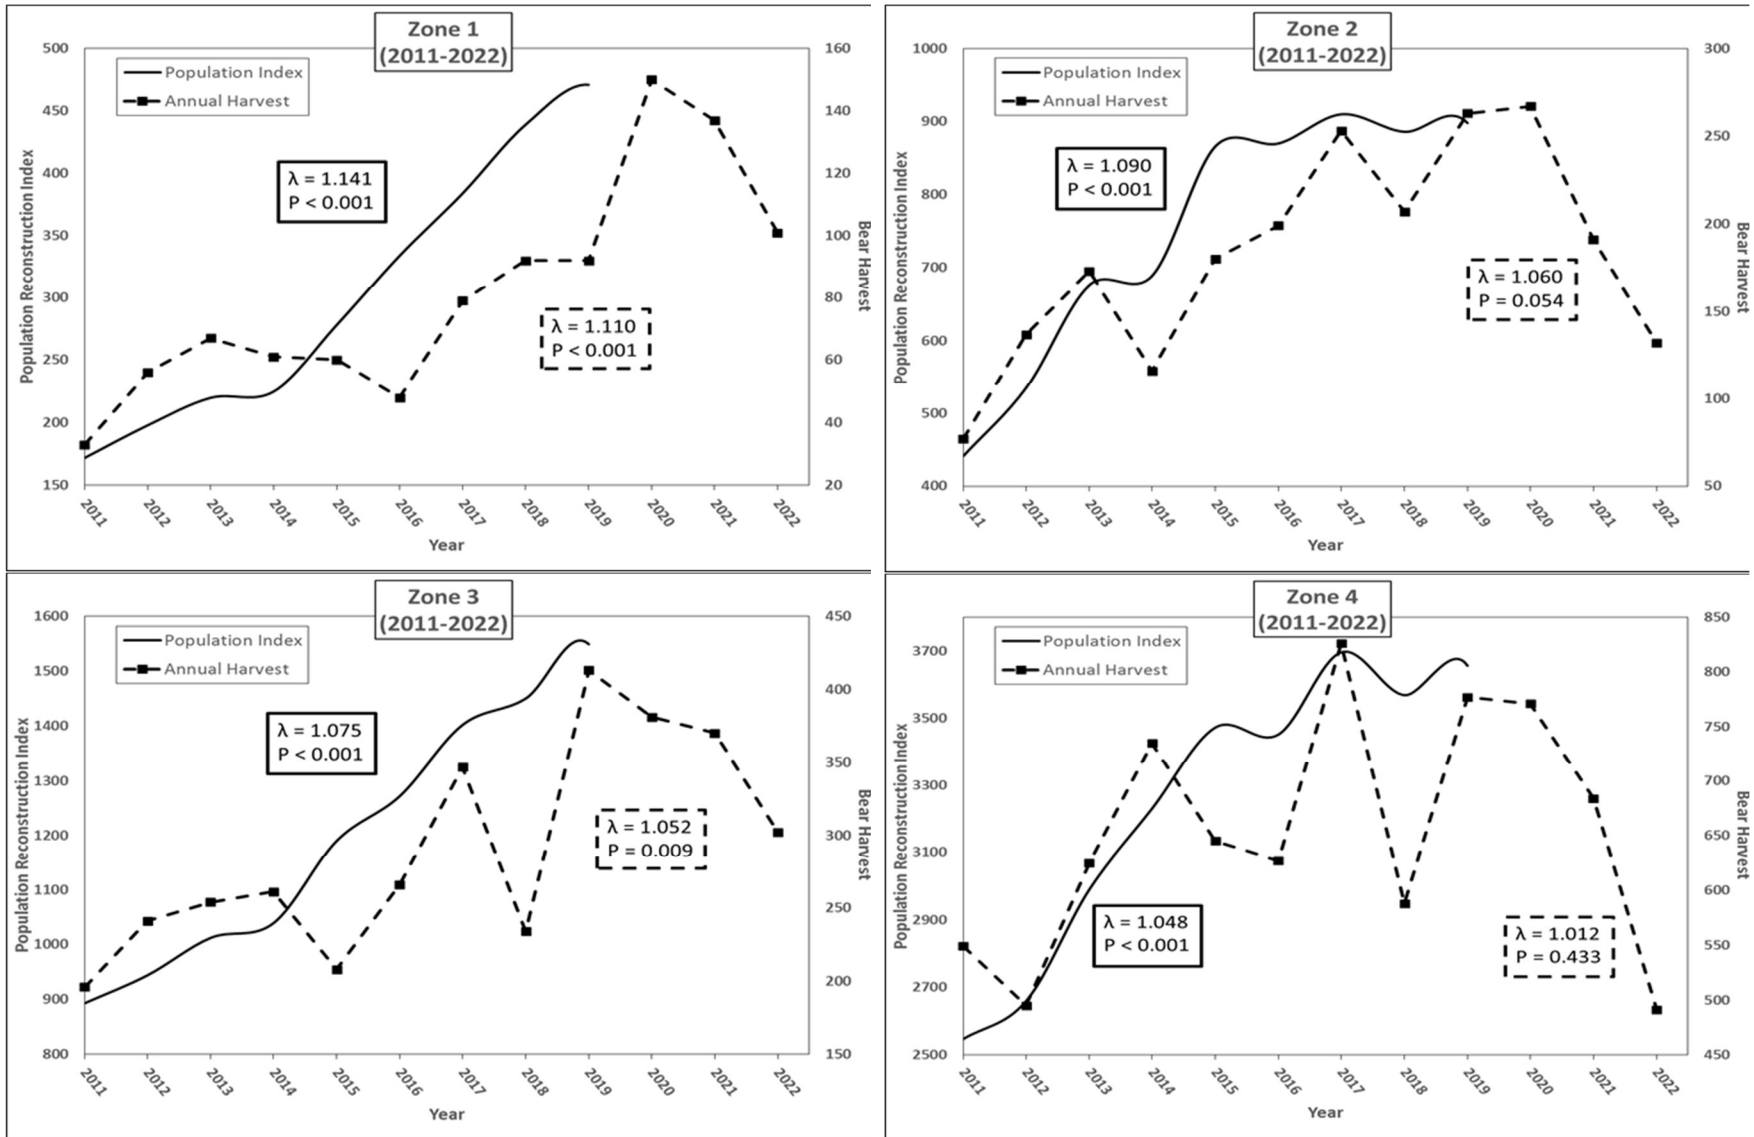 Zone 1
(2011-2022)
Population Index
Annual Harvest
λ = 1.141
P < 0.001
λ = 1.110
P < 0.001
Population Reconstruction Index
500
450
400
350
300
250
200
150
Bear Harvest
160
140
120
100
80
60
40
20
2011
2012
2013
2014
2015
2016
2017
2018
2019
2020
2021
2022
Year
Zone 2
(2011-2022)
Population Index
Annual Harvest
λ = 1.090
P < 0.001
λ = 1.060
P = 0.054
Population Reconstruction Index
1000
900
800
700
600
500
400
Bear Harvest
300
250
200
150
100
50
2011
2012
2013
2014
2015
2016
2017
2018
2019
2020
2021
2022
Year
Zone 3
(2011-2022)
Population Index
Annual Harvest
λ = 1.075
P < 0.001
λ = 1.052
P = 0.009
Population Reconstruction Index
1600
1500
1400
1300
1200
1100
1000
900
800
Bear Harvest
450
400
350
300
250
200
150
2011
2012
2013
2014
2015
2016
2017
2018
2019
2020
2021
2022
Year
Zone 4
(2011-2022)
Population Index
Annual Harvest
λ = 1.048
P < 0.001
λ = 1.012
P = 0.433
Population Reconstruction Index
3700
3500
3300
3100
2900
2700
2500
Bear Harvest
850
800
750
700
650
600
550
500
450
2011
2012
2013
2014
2015
2016
2017
2018
2019
2020
2021
2022
Year